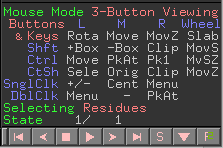 Mouse Mode 3-Button Viewing
Buttons L M R Wheel
& Keys Rota Move MovZ Slab
Shft +Box -Box Clip MovS
Ctrl Move PkAt Pk1 MvSZ
CtSh Sele Orig Clip MovZ
SnglClk +/- Cent Menu
DblClk Menu - PkAt
Selecting Residues
State 1/ 1
S F